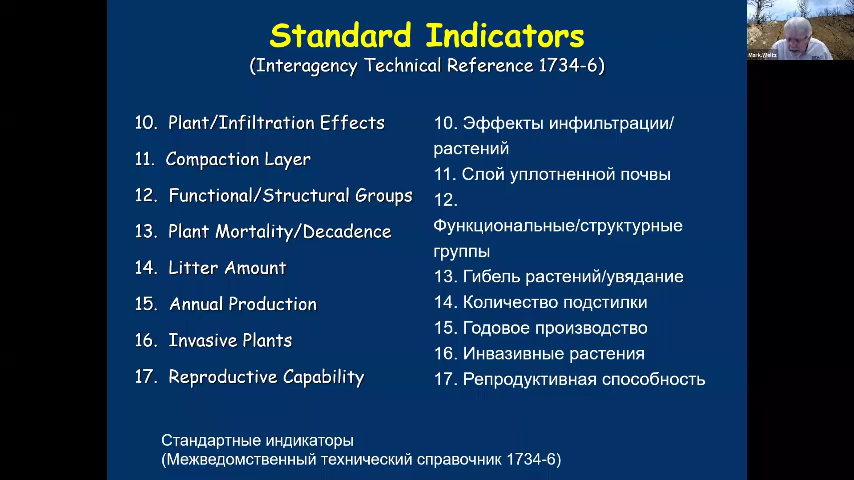 Standard Indicators
(Interagency Technical Reference 1734-6)
10. Plant/Infiltration Effects
11. Compaction Layer
12. Functional/Structural Groups
13. Plant Mortality/Decadence
14. Litter Amount
15. Annual Production
16. Invasive Plants
17. Reproductive Capability
10. Эффекты инфильтрации/
растений
11. Слой уплотненной почвы
12.
Функциональные/структурные
группы
13. Гибель растений/увядание
14. Количество подстилки
15. Годовое производство
16. Инвазивные растения
17. Репродуктивная способность
Стандартные индикаторы
(Межведомственный технический справочник 1734-6)
Mark.Weltz